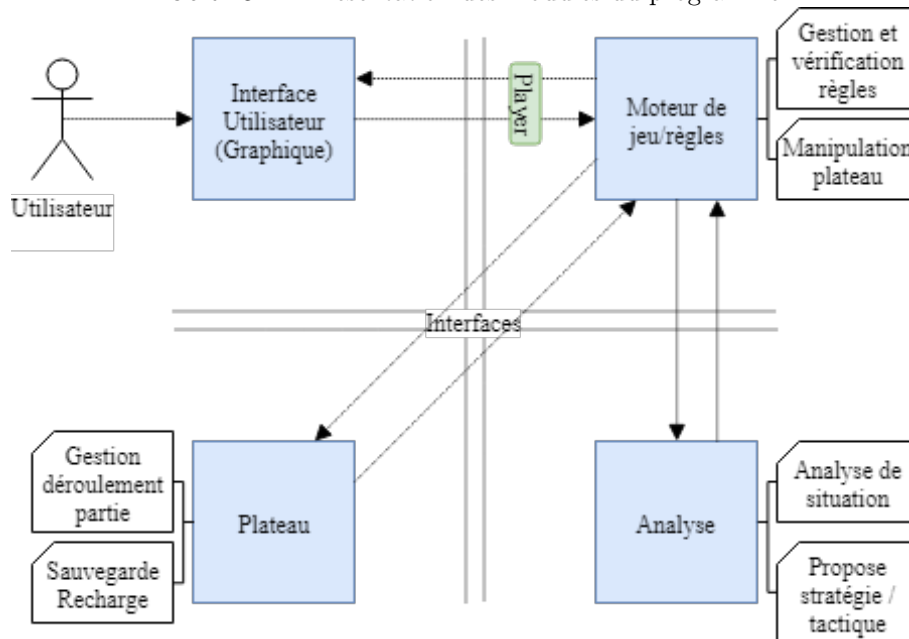 Interface
Utilisateur
(Graphique)
Player
Moteur de
jeu/règles
Gestion et
vérification
règles
Manipulation
plateau
Utilisateur
Interfaces
Gestion
déroulement
partie
Sauvegarde
Recharge
Plateau
Analyse
Analyse de
situation
Propose
stratégie /
tactique